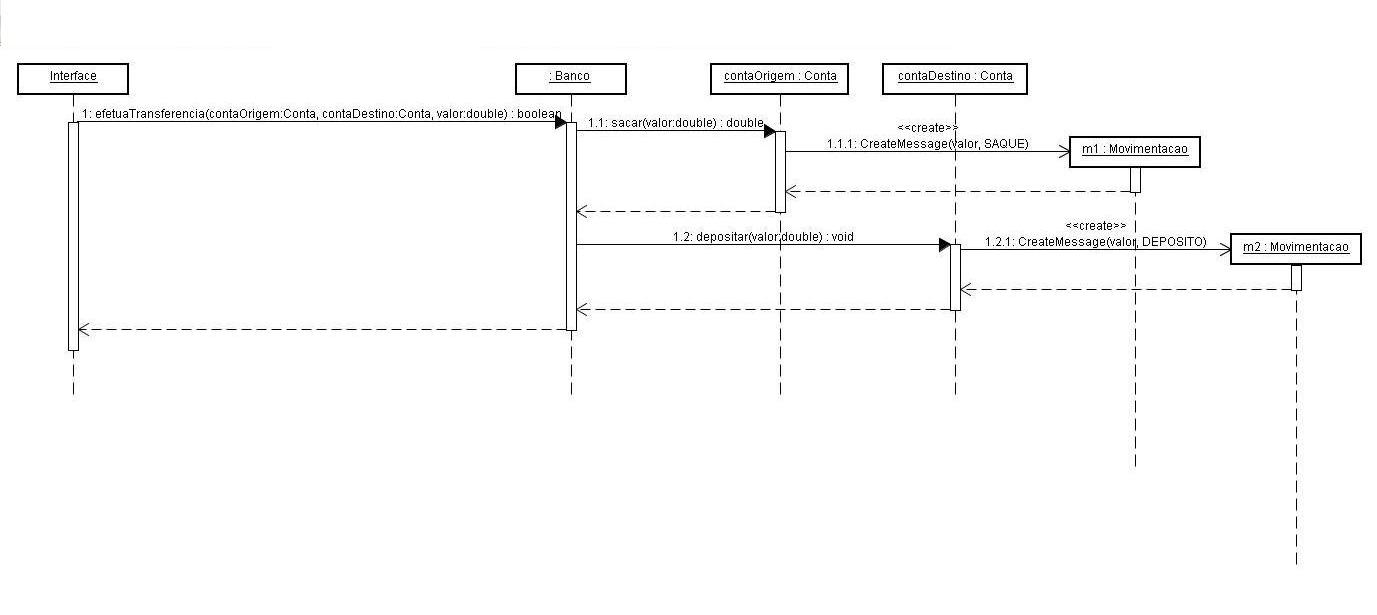 Interface
: Banco
contaOrigem : Conta
contaDestino : Conta
1: efetuaTransferencia(contaOrigem:Conta, contaDestino:Conta, valor:double) : boolean
1.1: sacar(valor:double) : double
<<create>>
1.1.1: CreateMessage(valor, SAQUE)
m1 : Movimentacao
<<create>>
1.2: depositar(valor:double) : void
1.2.1: CreateMessage(valor, DEPOSITO)
m2 : Movimentacao